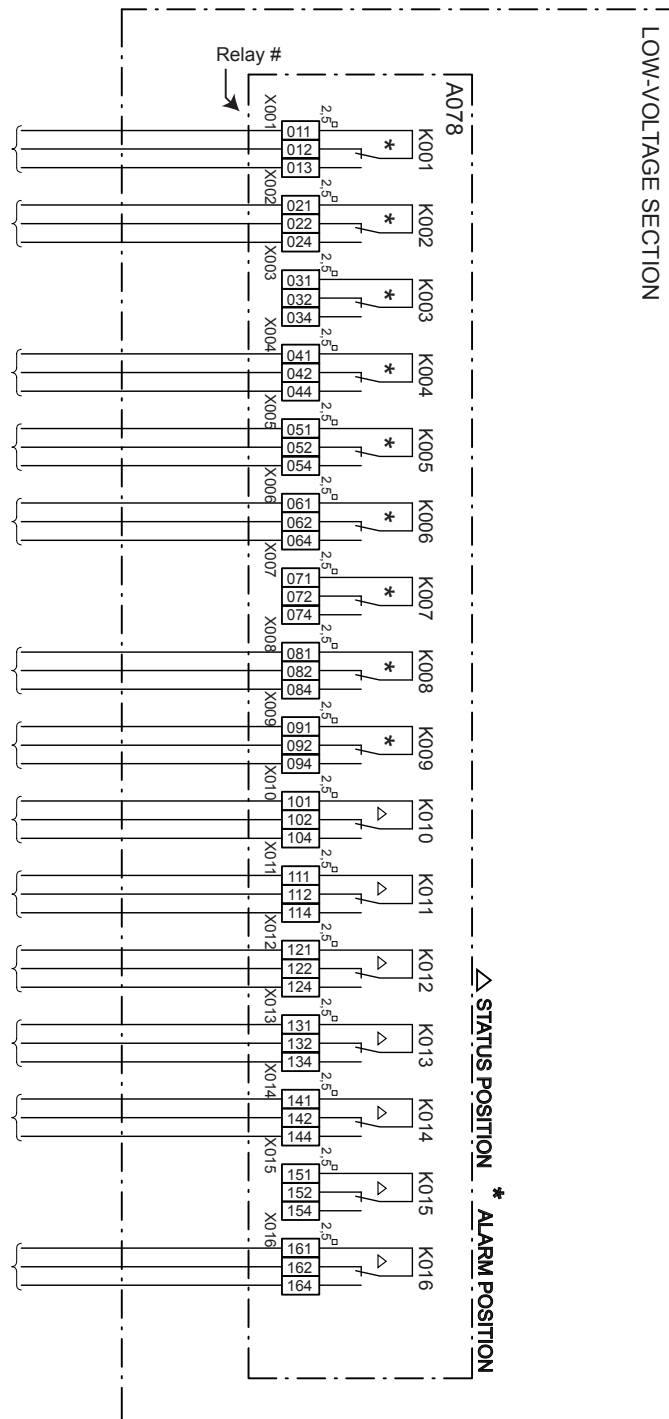 LOW-VOLTAGE SECTION
Relay #
A078
X001
2,5
011
012
013
K001
*
X002
2,5
021
022
024
K002
*
X003
2,5
031
032
034
K003
*
X004
2,5
041
042
044
K004
*
X005
2,5
051
052
054
K005
*
X006
2,5
061
062
064
K006
*
X007
2,5
071
072
074
K007
*
X008
2,5
081
082
084
K008
*
X009
2,5
091
092
094
K009
*
X010
2,5
101
102
104
K010
X011
2,5
111
112
114
K011
X012
2,5
121
122
124
K012
X013
2,5
131
132
134
K013
X014
2,5
141
142
144
K014
X015
2,5
151
152
154
K015
X016
2,5
161
162
164
K016
△ STATUS POSITION * ALARM POSITION